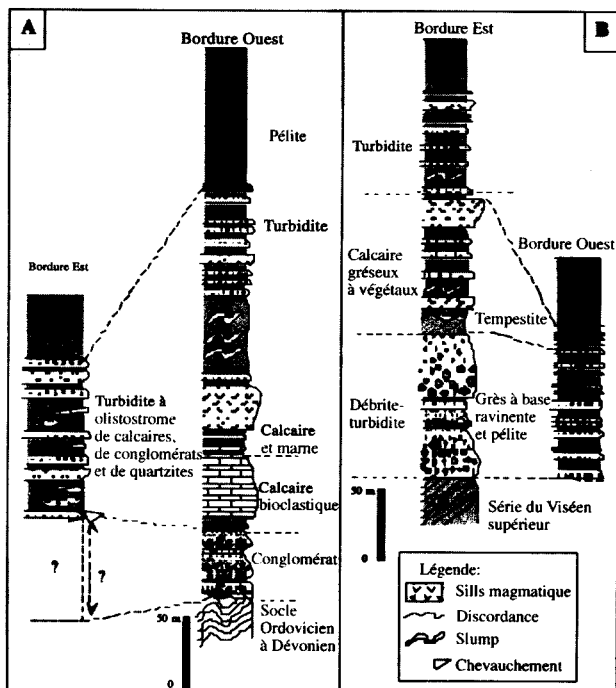 A
Bordure Ouest
Pélite
Turbidite
Bordure Est
Turbidite à
olistostrome
de calcaires,
de conglomérats
et de quartzites
Calcaire
et marne
Calcaire
bioclastique
Conglomérat
?
?
Socle
Ordovicien
à Dévonien
50 m
0
Bordure Est
B
Turbidite
Calcaire
gréseux
à végétaux
Bordure Ouest
Tempestite
Débrite-
turbidite
Grès à base
ravinente
et pélite
50 m
0
Série du Viséen
supérieur
Légende:
Sills magmatique
Discordance
Slump
Chevauchement